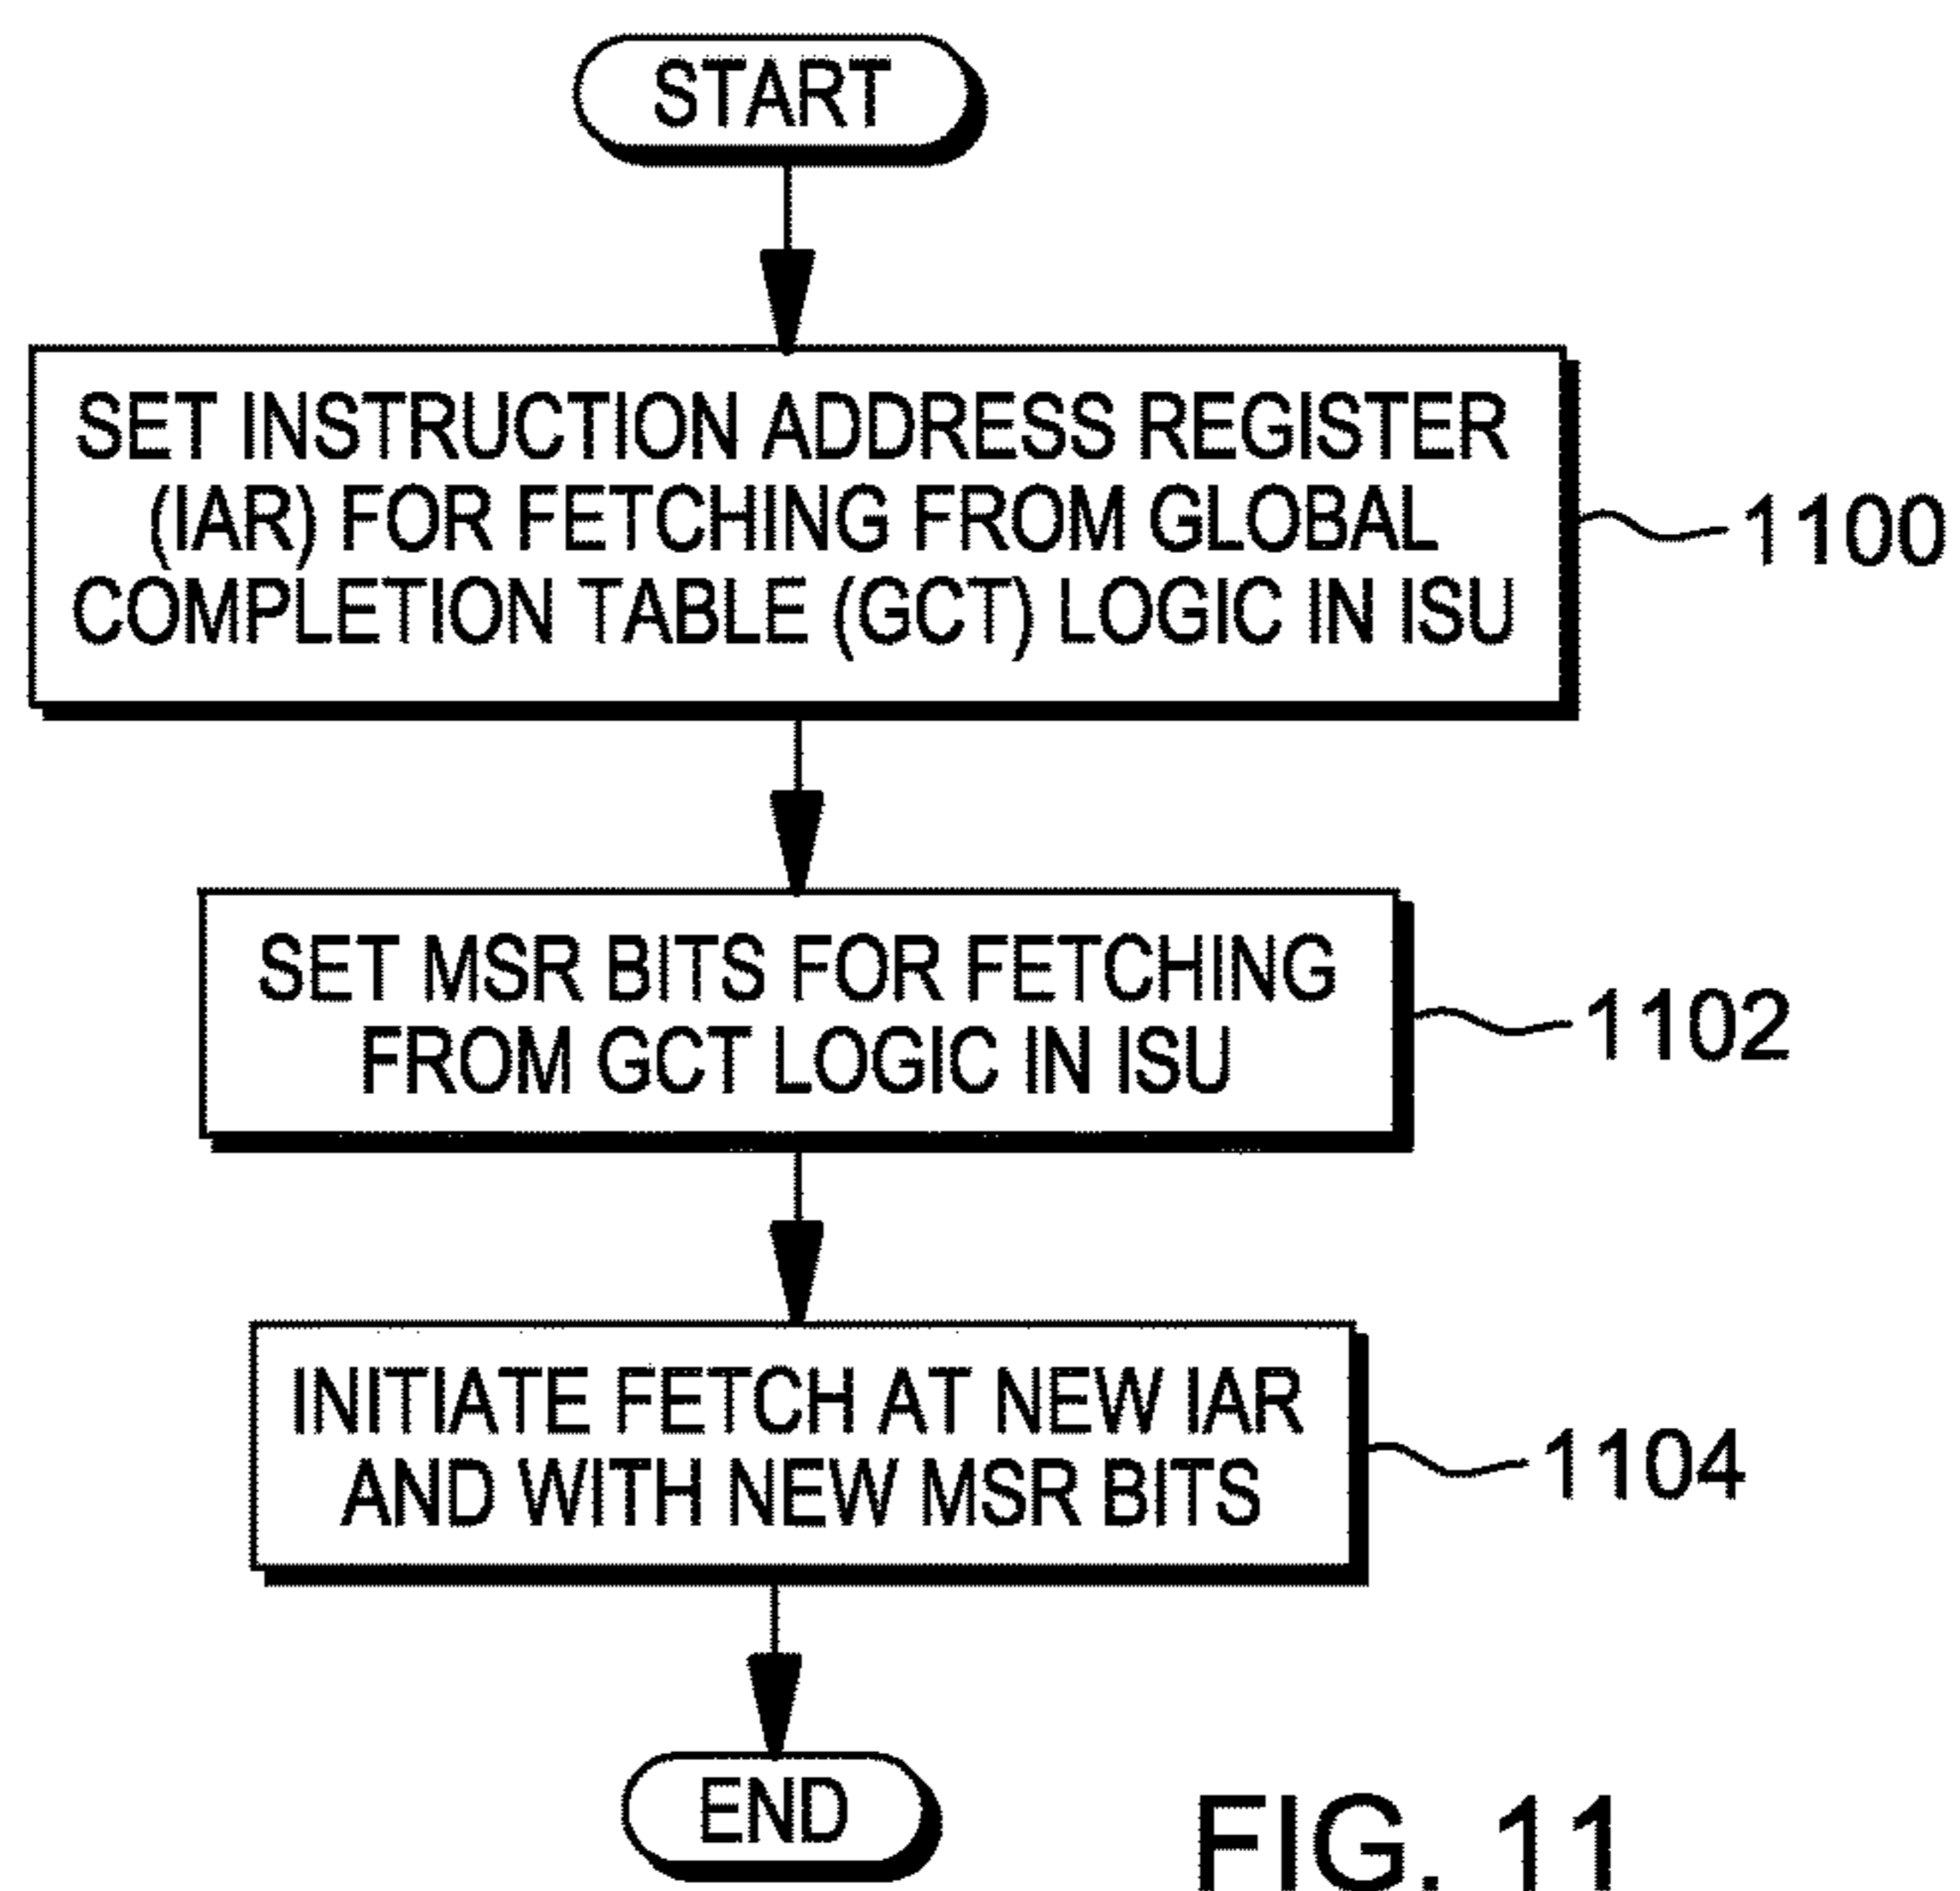 START
SET INSTRUCTION ADDRESS REGISTER
(IAR) FOR FETCHING FROM GLOBAL
COMPLETION TABLE (GCT) LOGIC IN ISU
1100
SET MSR BITS FOR FETCHING
FROM GCT LOGIC IN ISU
1102
INITIATE FETCH AT NEW IAR
AND WITH NEW MSR BITS
1104
END
FIG. 11